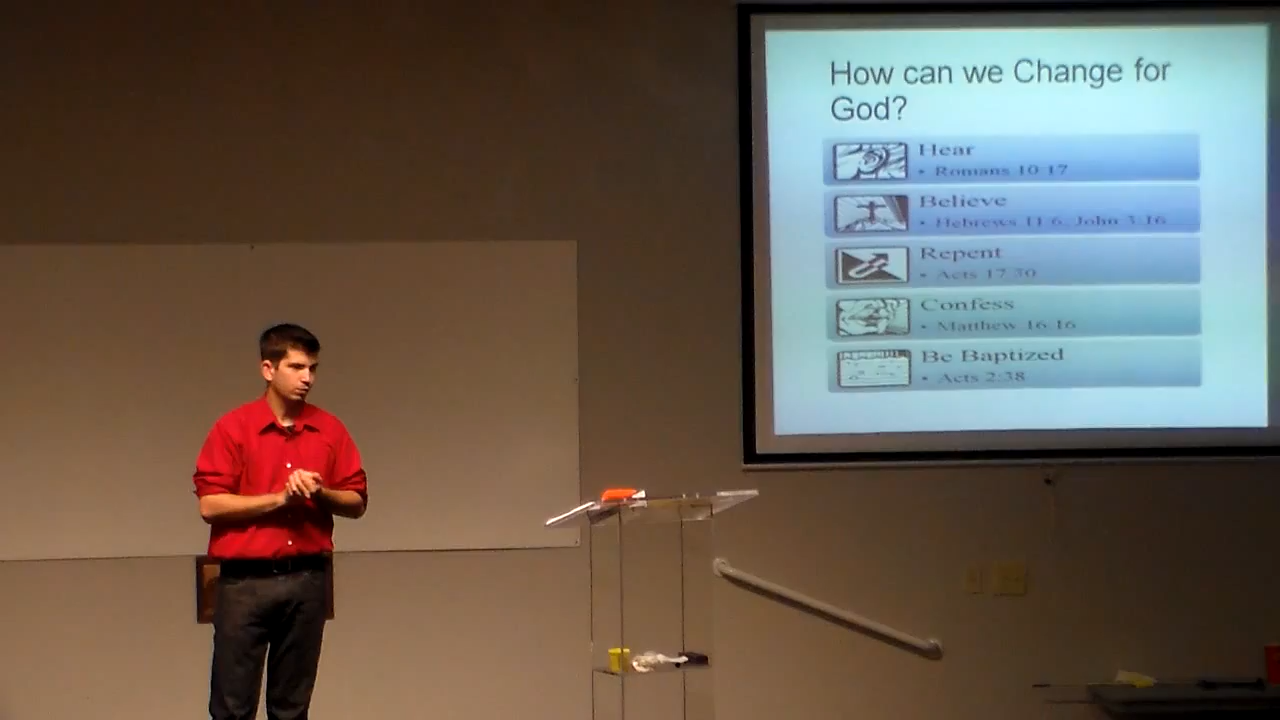 How can we Change for
God?
Hear
• Romans 10:17
Believe
• Hebrews 11:6, John 3:16
Repent
• Acts 17:30
Confess
• Matthew 16:16
Be Baptized
• Acts 2:38